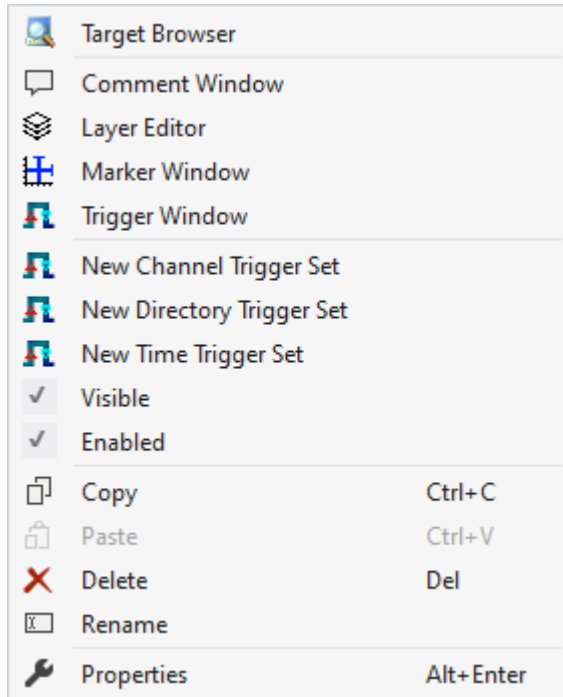 Target Browser
Comment Window
Layer Editor
Marker Window
Trigger Window
New Channel Trigger Set
New Directory Trigger Set
New Time Trigger Set
Visible
Enabled
Copy Ctrl+C
Paste Ctrl+V
Delete Del
Rename
Properties Alt+Enter